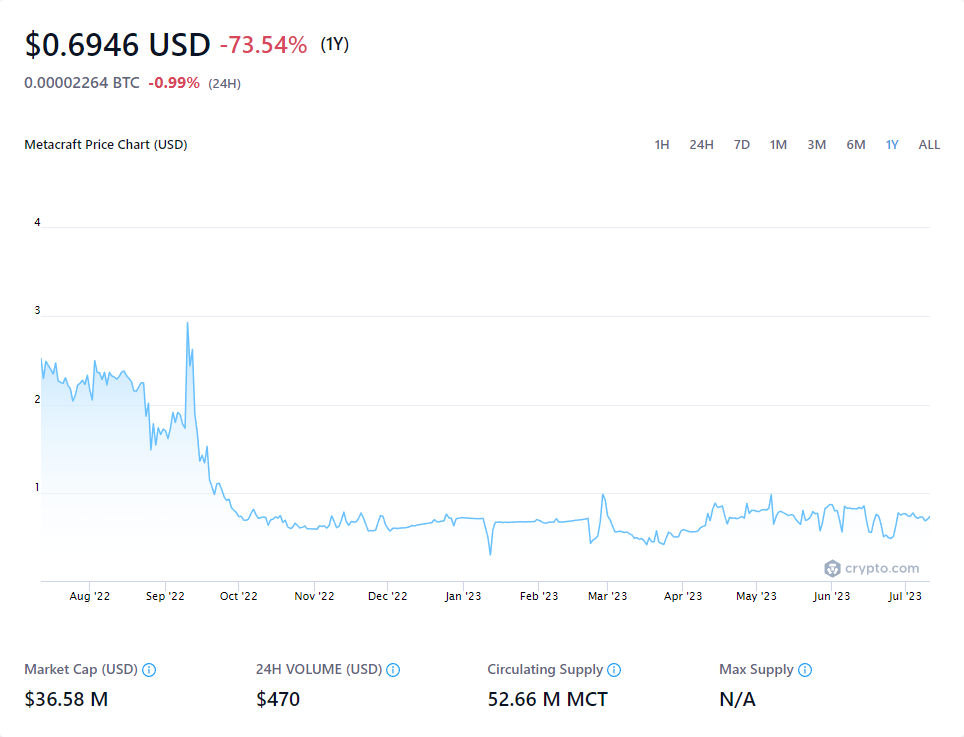 $0.6946 USD -73.54% (1Y)
0.00002264 BTC -0.99% (24H)
Metacraft Price Chart (USD) 1H 24H 7D 1M 3M 6M 1Y ALL
4
3
2
1
crypto.com
Aug '22 Sep '22 Oct '22 Nov '22 Dec '22 Jan '23 Feb '23 Mar '23 Apr '23 May '23 Jun '23 Jul '23
Market Cap (USD) 24H VOLUME (USD) Circulating Supply Max Supply
$36.58 M $470 52.66 M MCT N/A